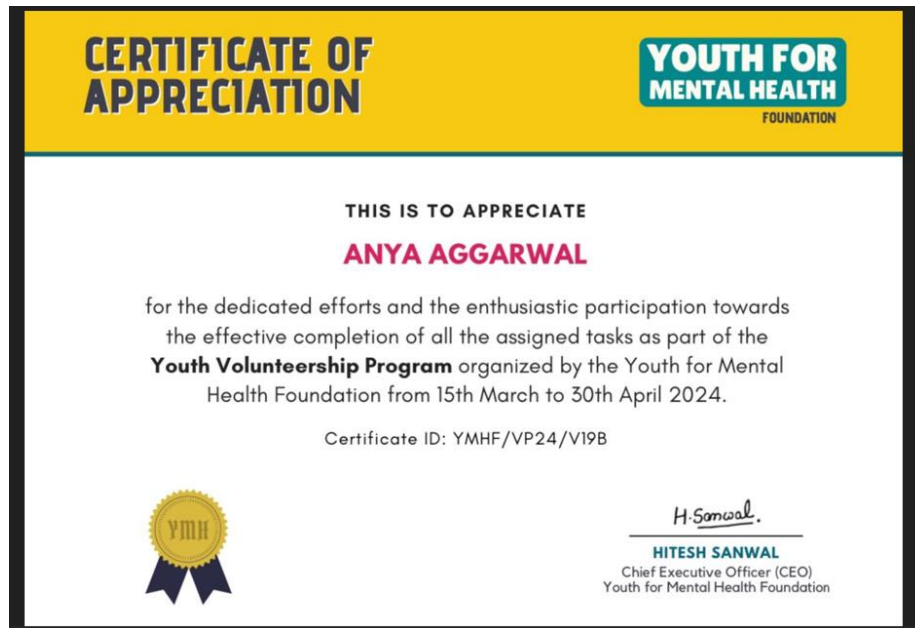 CERTIFICATE OF
APPRECIATION
YOUTH FOR
MENTAL HEALTH
FOUNDATION
THIS IS TO APPRECIATE
ANYA AGGARWAL
for the dedicated efforts and the enthusiastic participation towards
the effective completion of all the assigned tasks as part of the
Youth Volunteership Program organized by the Youth for Mental
Health Foundation from 15th March to 30th April 2024.
Certificate ID: YMHF/VP24/V19B
YMH
H.Sanwal.
HITESH SANWAL
Chief Executive Officer (CEO)
Youth for Mental Health Foundation